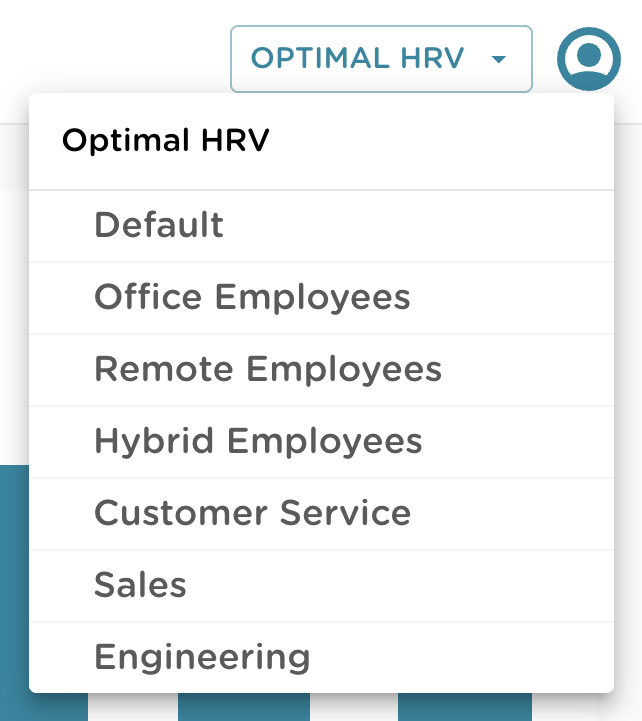 OPTIMAL HRV
Optimal HRV
Default
Office Employees
Remote Employees
Hybrid Employees
Customer Service
Sales
Engineering